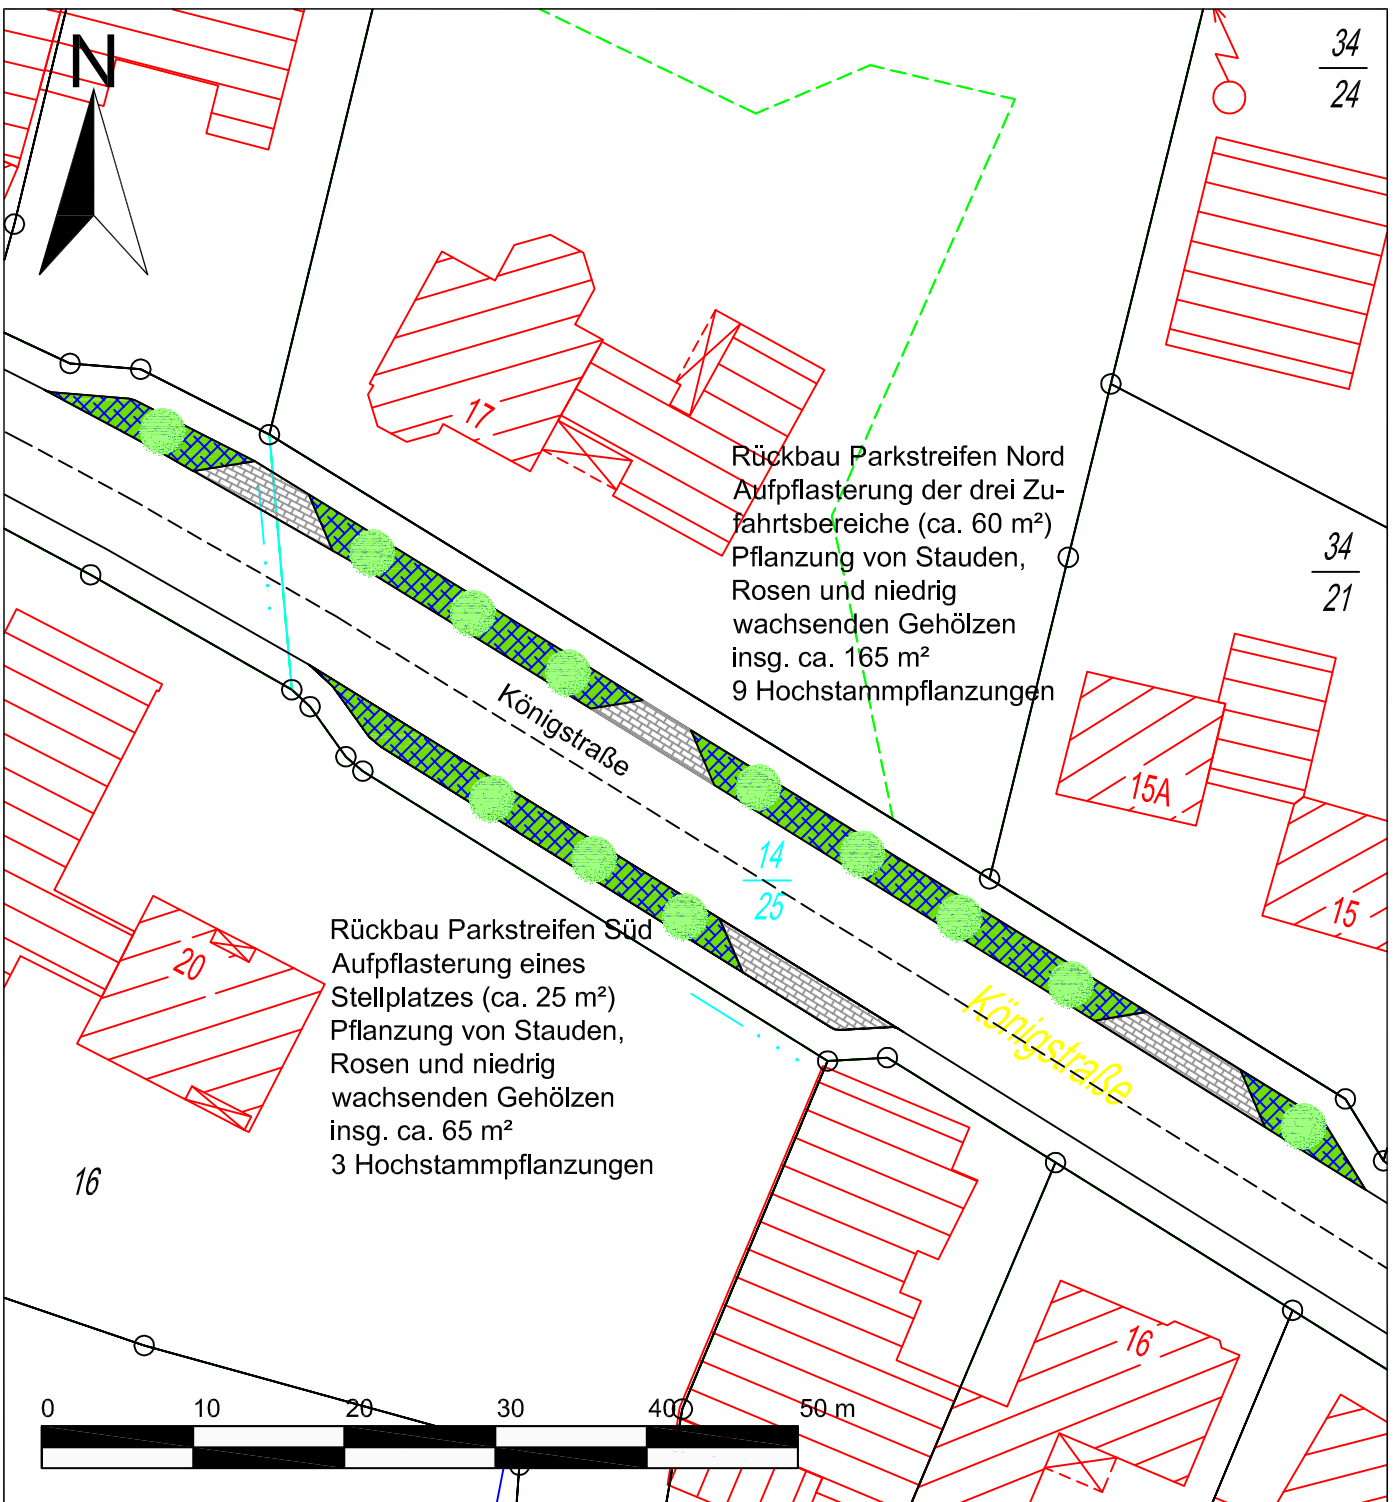 N
34
24
17
Rückbau Parkstreifen Nord
Aufpflasterung der drei Zu-
fahrtsbereiche (ca. 60 m²)
Pflanzung von Stauden,
Rosen und niedrig
wachsenden Gehölzen
insg. ca. 165 m²
9 Hochstammpflanzungen
34
21
Königstraße
15A
14
25
15
Rückbau Parkstreifen Süd
Aufpflasterung eines
Stellplatzes (ca. 25 m²)
Pflanzung von Stauden,
Rosen und niedrig
wachsenden Gehölzen
insg. ca. 65 m²
3 Hochstammpflanzungen
20
Königstraße
16
16
0 10 20 30 40 50 m